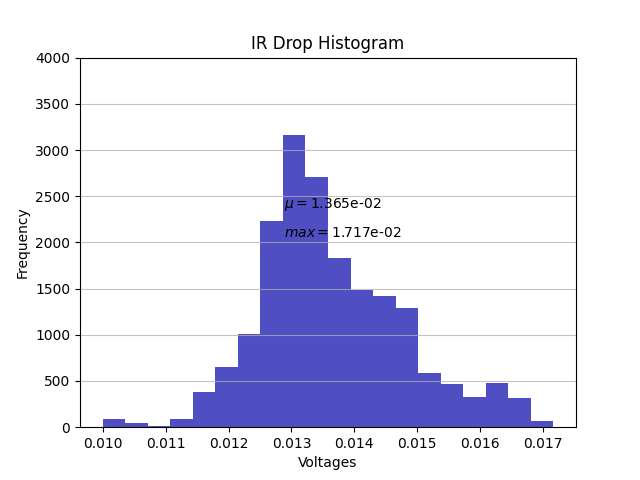 IR Drop Histogram
4000
3500
3000
2500
2000
1500
1000
500
0
Frequency
μ = 1.365e-02
max = 1.717e-02
0.010 0.011 0.012 0.013 0.014 0.015 0.016 0.017
Voltages